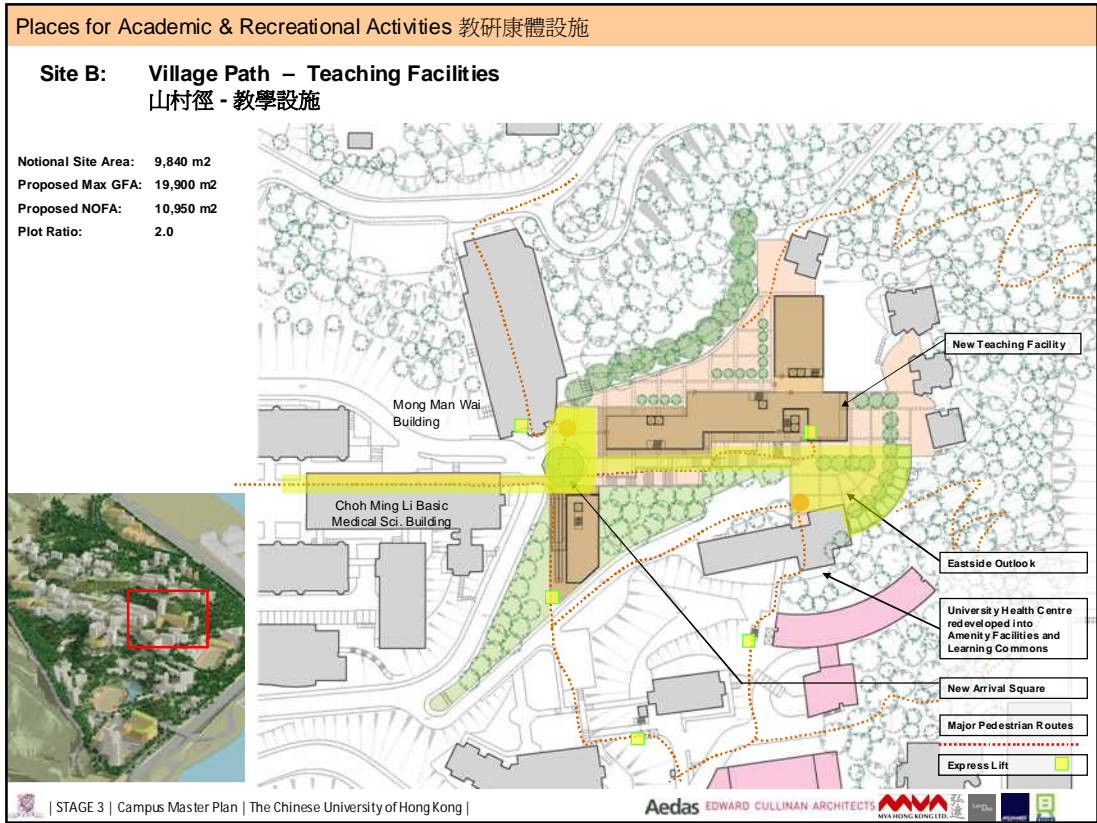 Places for Academic & Recreational Activities 教研康體設施
Site B: Village Path – Teaching Facilities
山村徑 - 教學設施
Notional Site Area: 9,840 m2
Proposed Max GFA: 19,900 m2
Proposed NOFA: 10,950 m2
Plot Ratio: 2.0
New Teaching Facility
Mong Man Wai
Building
Choh Ming Li Basic
Medical Sci. Building
Eastside Outlook
University Health Centre
redeveloped into
Amenity Facilities and
Learning Commons
New Arrival Square
Major Pedestrian Routes
Express Lift
| STAGE 3 | Campus Master Plan | The Chinese University of Hong Kong |
Aedas EDWARD CULLINAN ARCHITECTS MVA 弘達
MVA HONG KONG LTD.